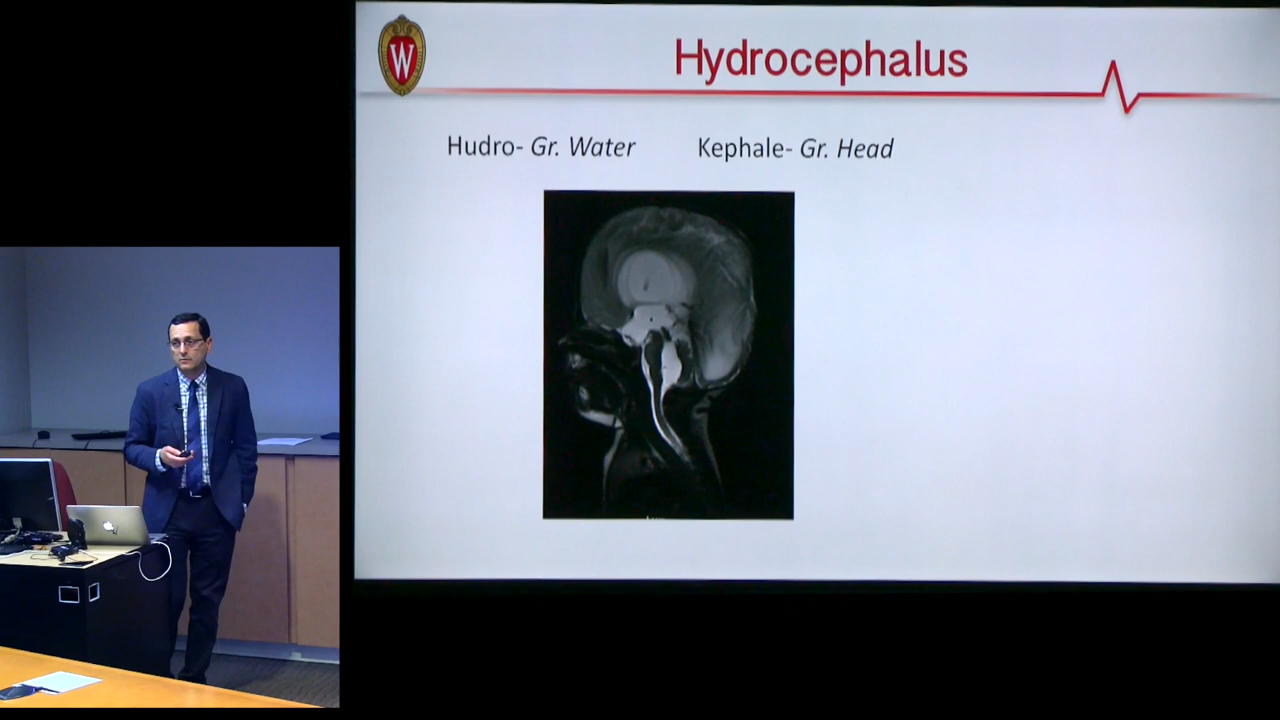 W
Hydrocephalus
Hudro- Gr. Water
Kephale- Gr. Head